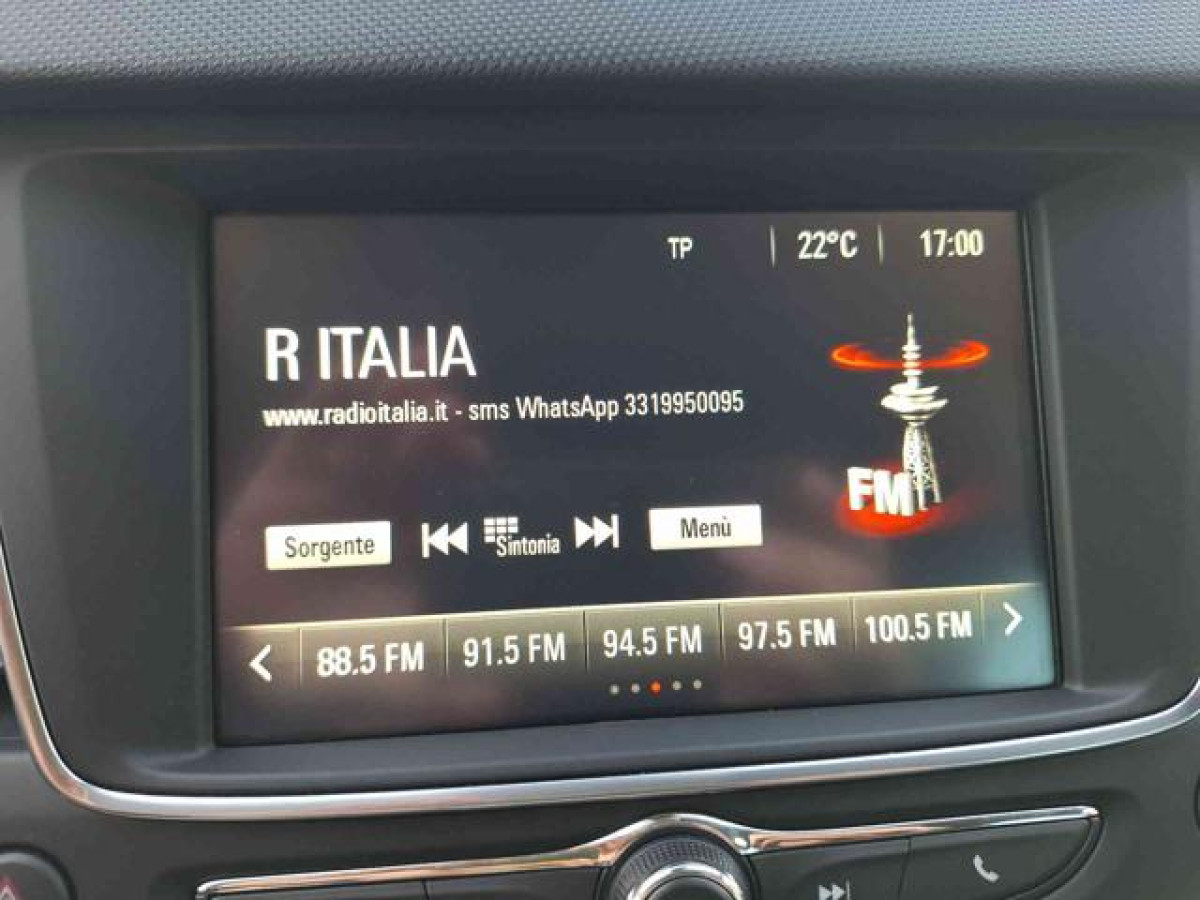 TP 22°C 17:00
R ITALIA
www.radioitalia.it - sms WhatsApp 3319950095
FM
Sorgente Sintonia Menù
88.5 FM 91.5 FM 94.5 FM 97.5 FM 100.5 FM